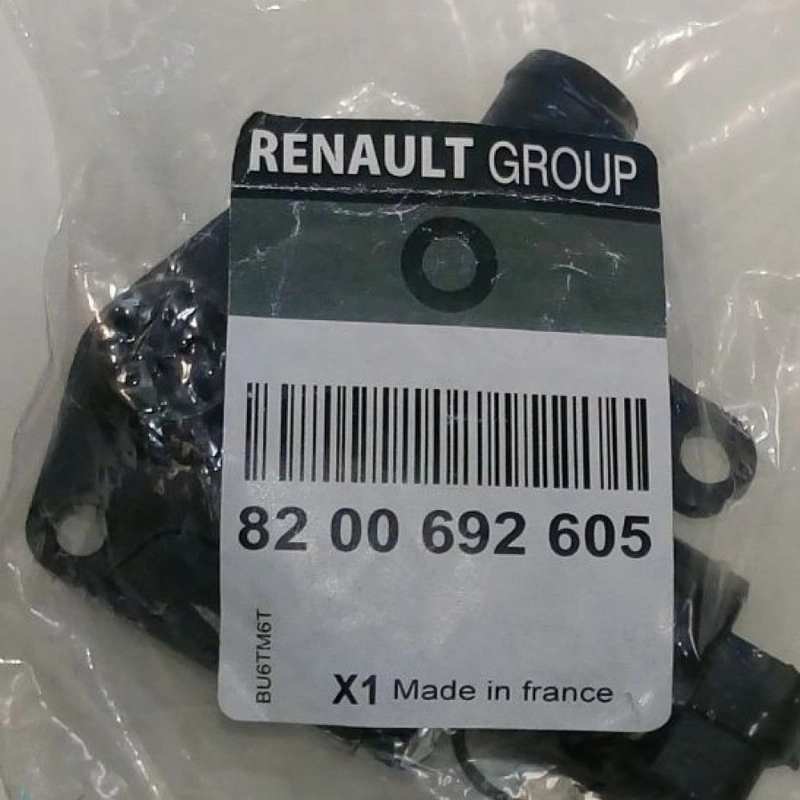 RENAULT GROUP
82 00 692 605
BU6TM6T
X1 Made in france